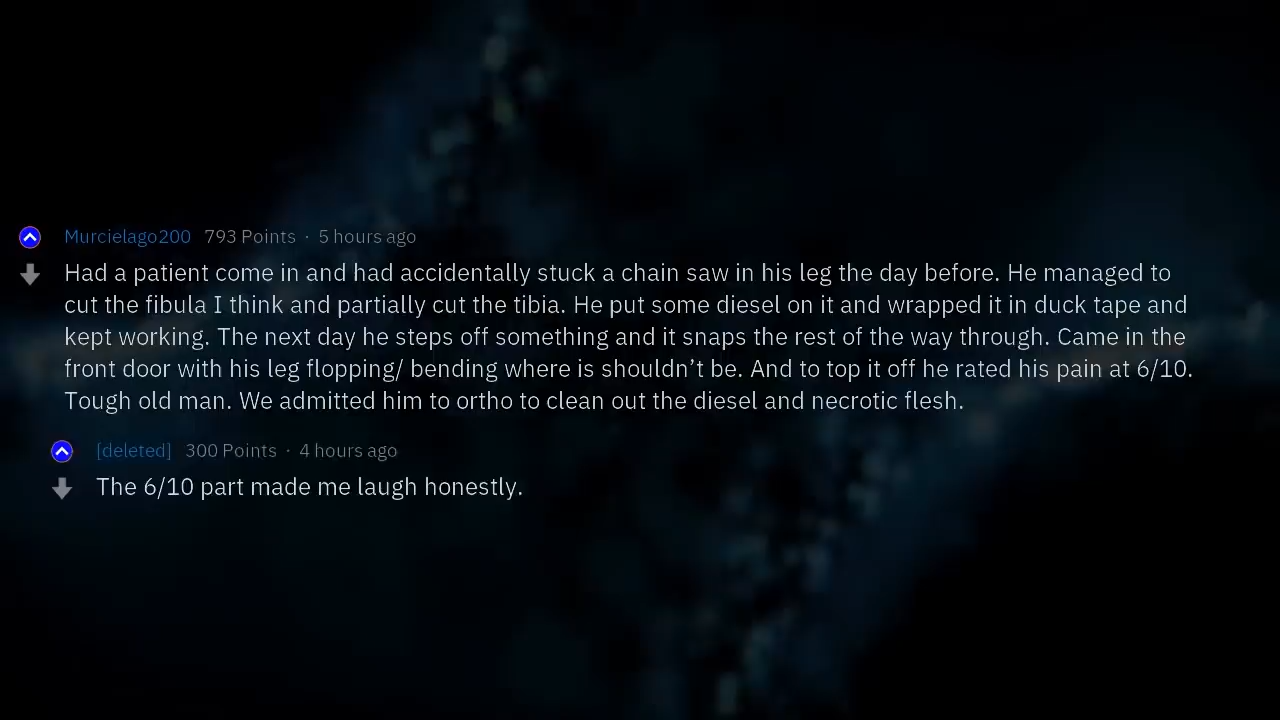 Murcielago200 793 Points · 5 hours ago
Had a patient come in and had accidentally stuck a chain saw in his leg the day before. He managed to
cut the fibula I think and partially cut the tibia. He put some diesel on it and wrapped it in duck tape and
kept working. The next day he steps off something and it snaps the rest of the way through. Came in the
front door with his leg flopping/ bending where is shouldn’t be. And to top it off he rated his pain at 6/10.
Tough old man. We admitted him to ortho to clean out the diesel and necrotic flesh.
[deleted] 300 Points · 4 hours ago
The 6/10 part made me laugh honestly.